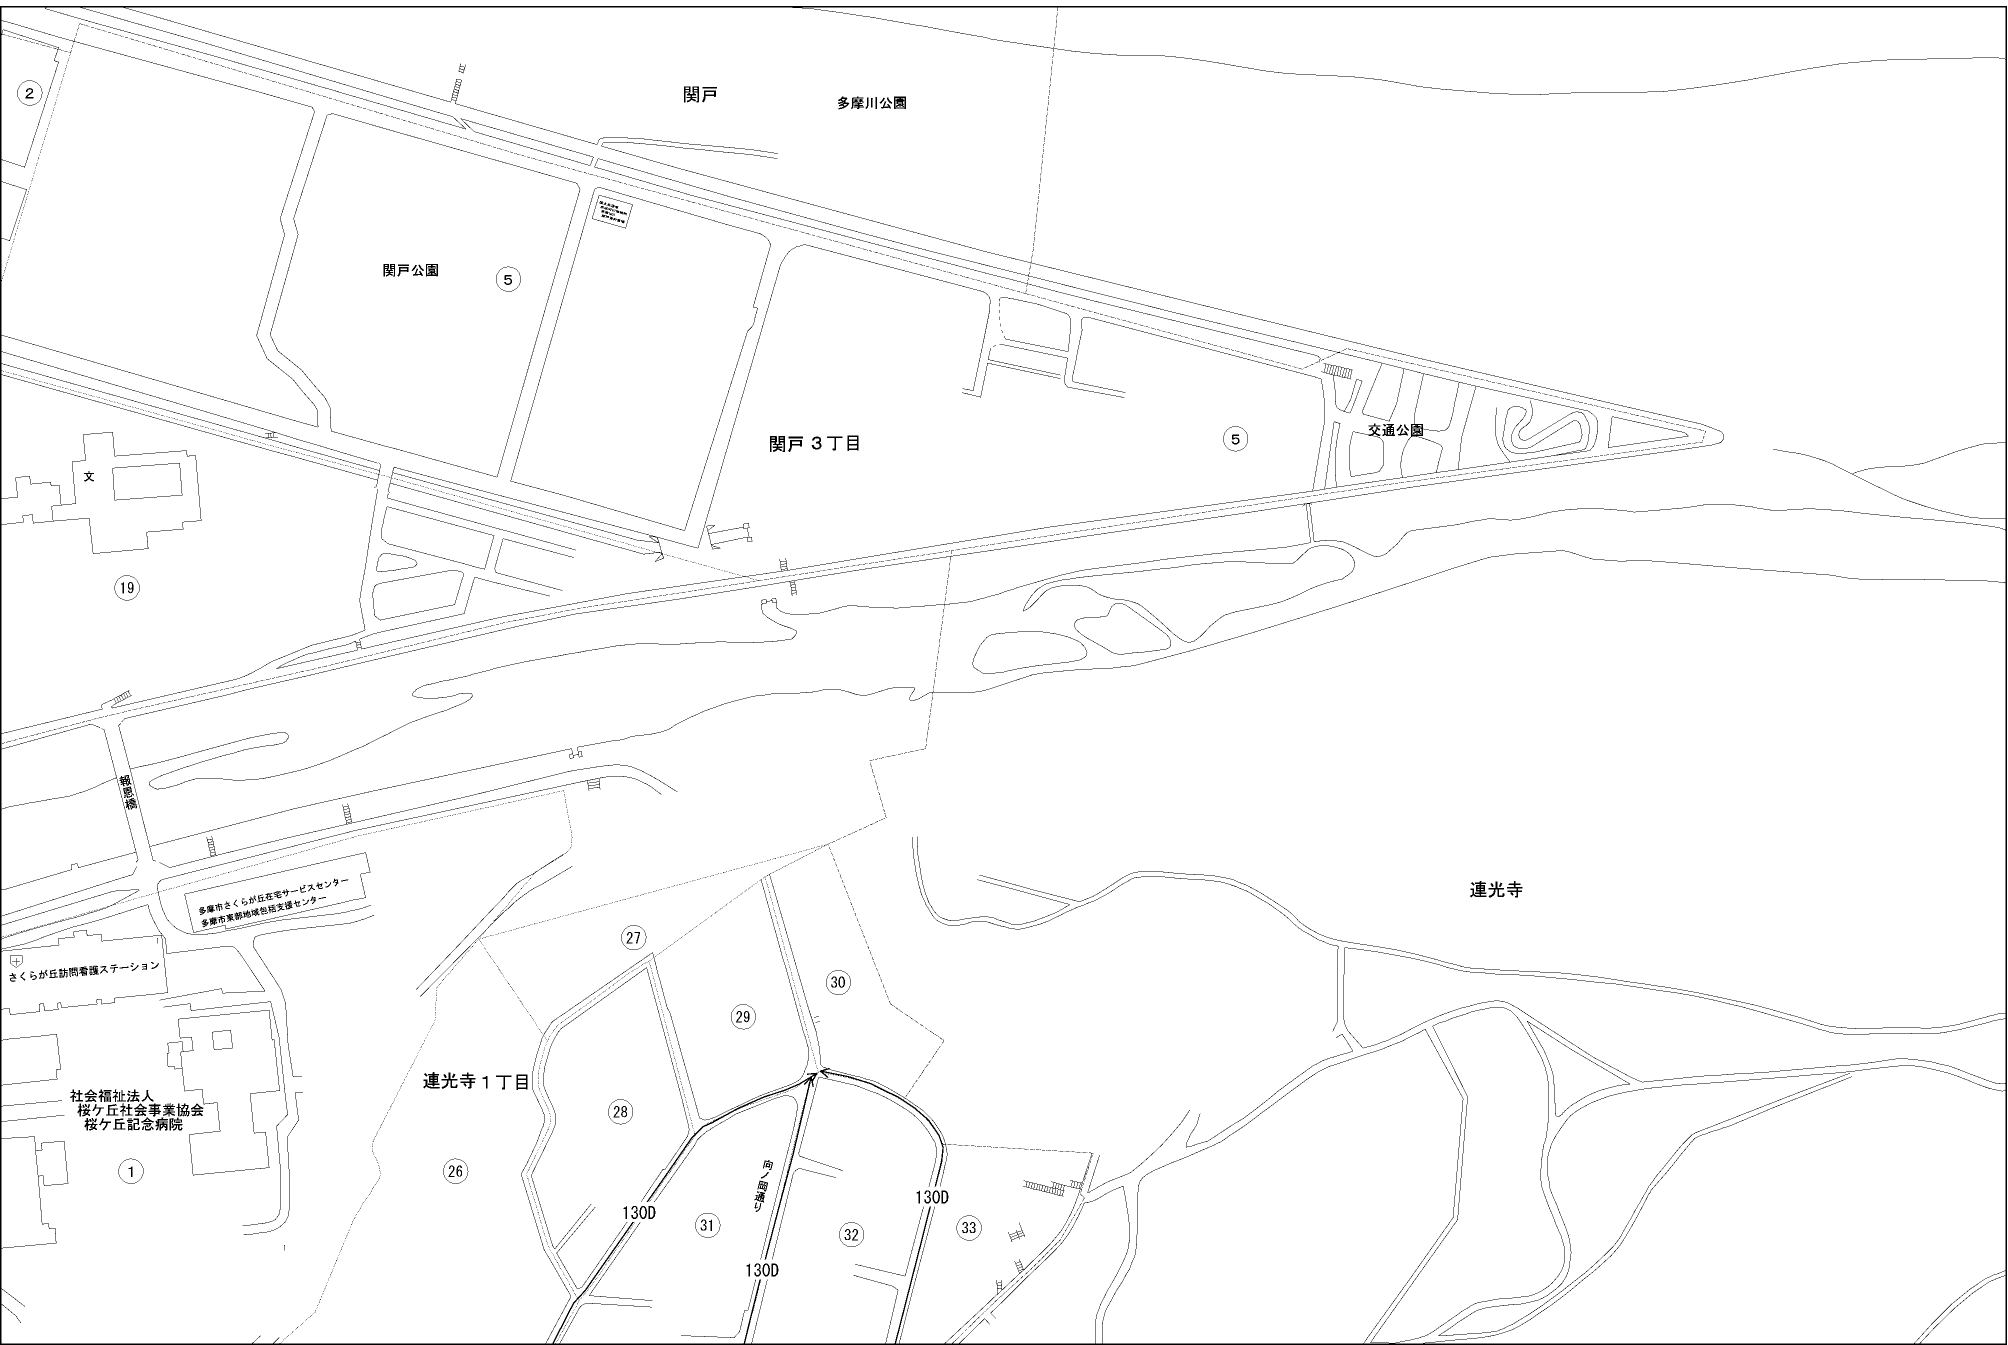 2
関戸
多摩川公園
関戸公園
5
関戸3丁目
5
交通公園
文
19
報恩橋
多摩市さくらが丘在宅サービスセンター
多摩市東部地域包括支援センター
連光寺
27
さくらが丘訪問看護ステーション
30
29
連光寺1丁目
社会福祉法人
桜ケ丘社会事業協会
桜ケ丘記念病院
28
1
26
向ノ岡通り
130D
130D
31
32
33
130D